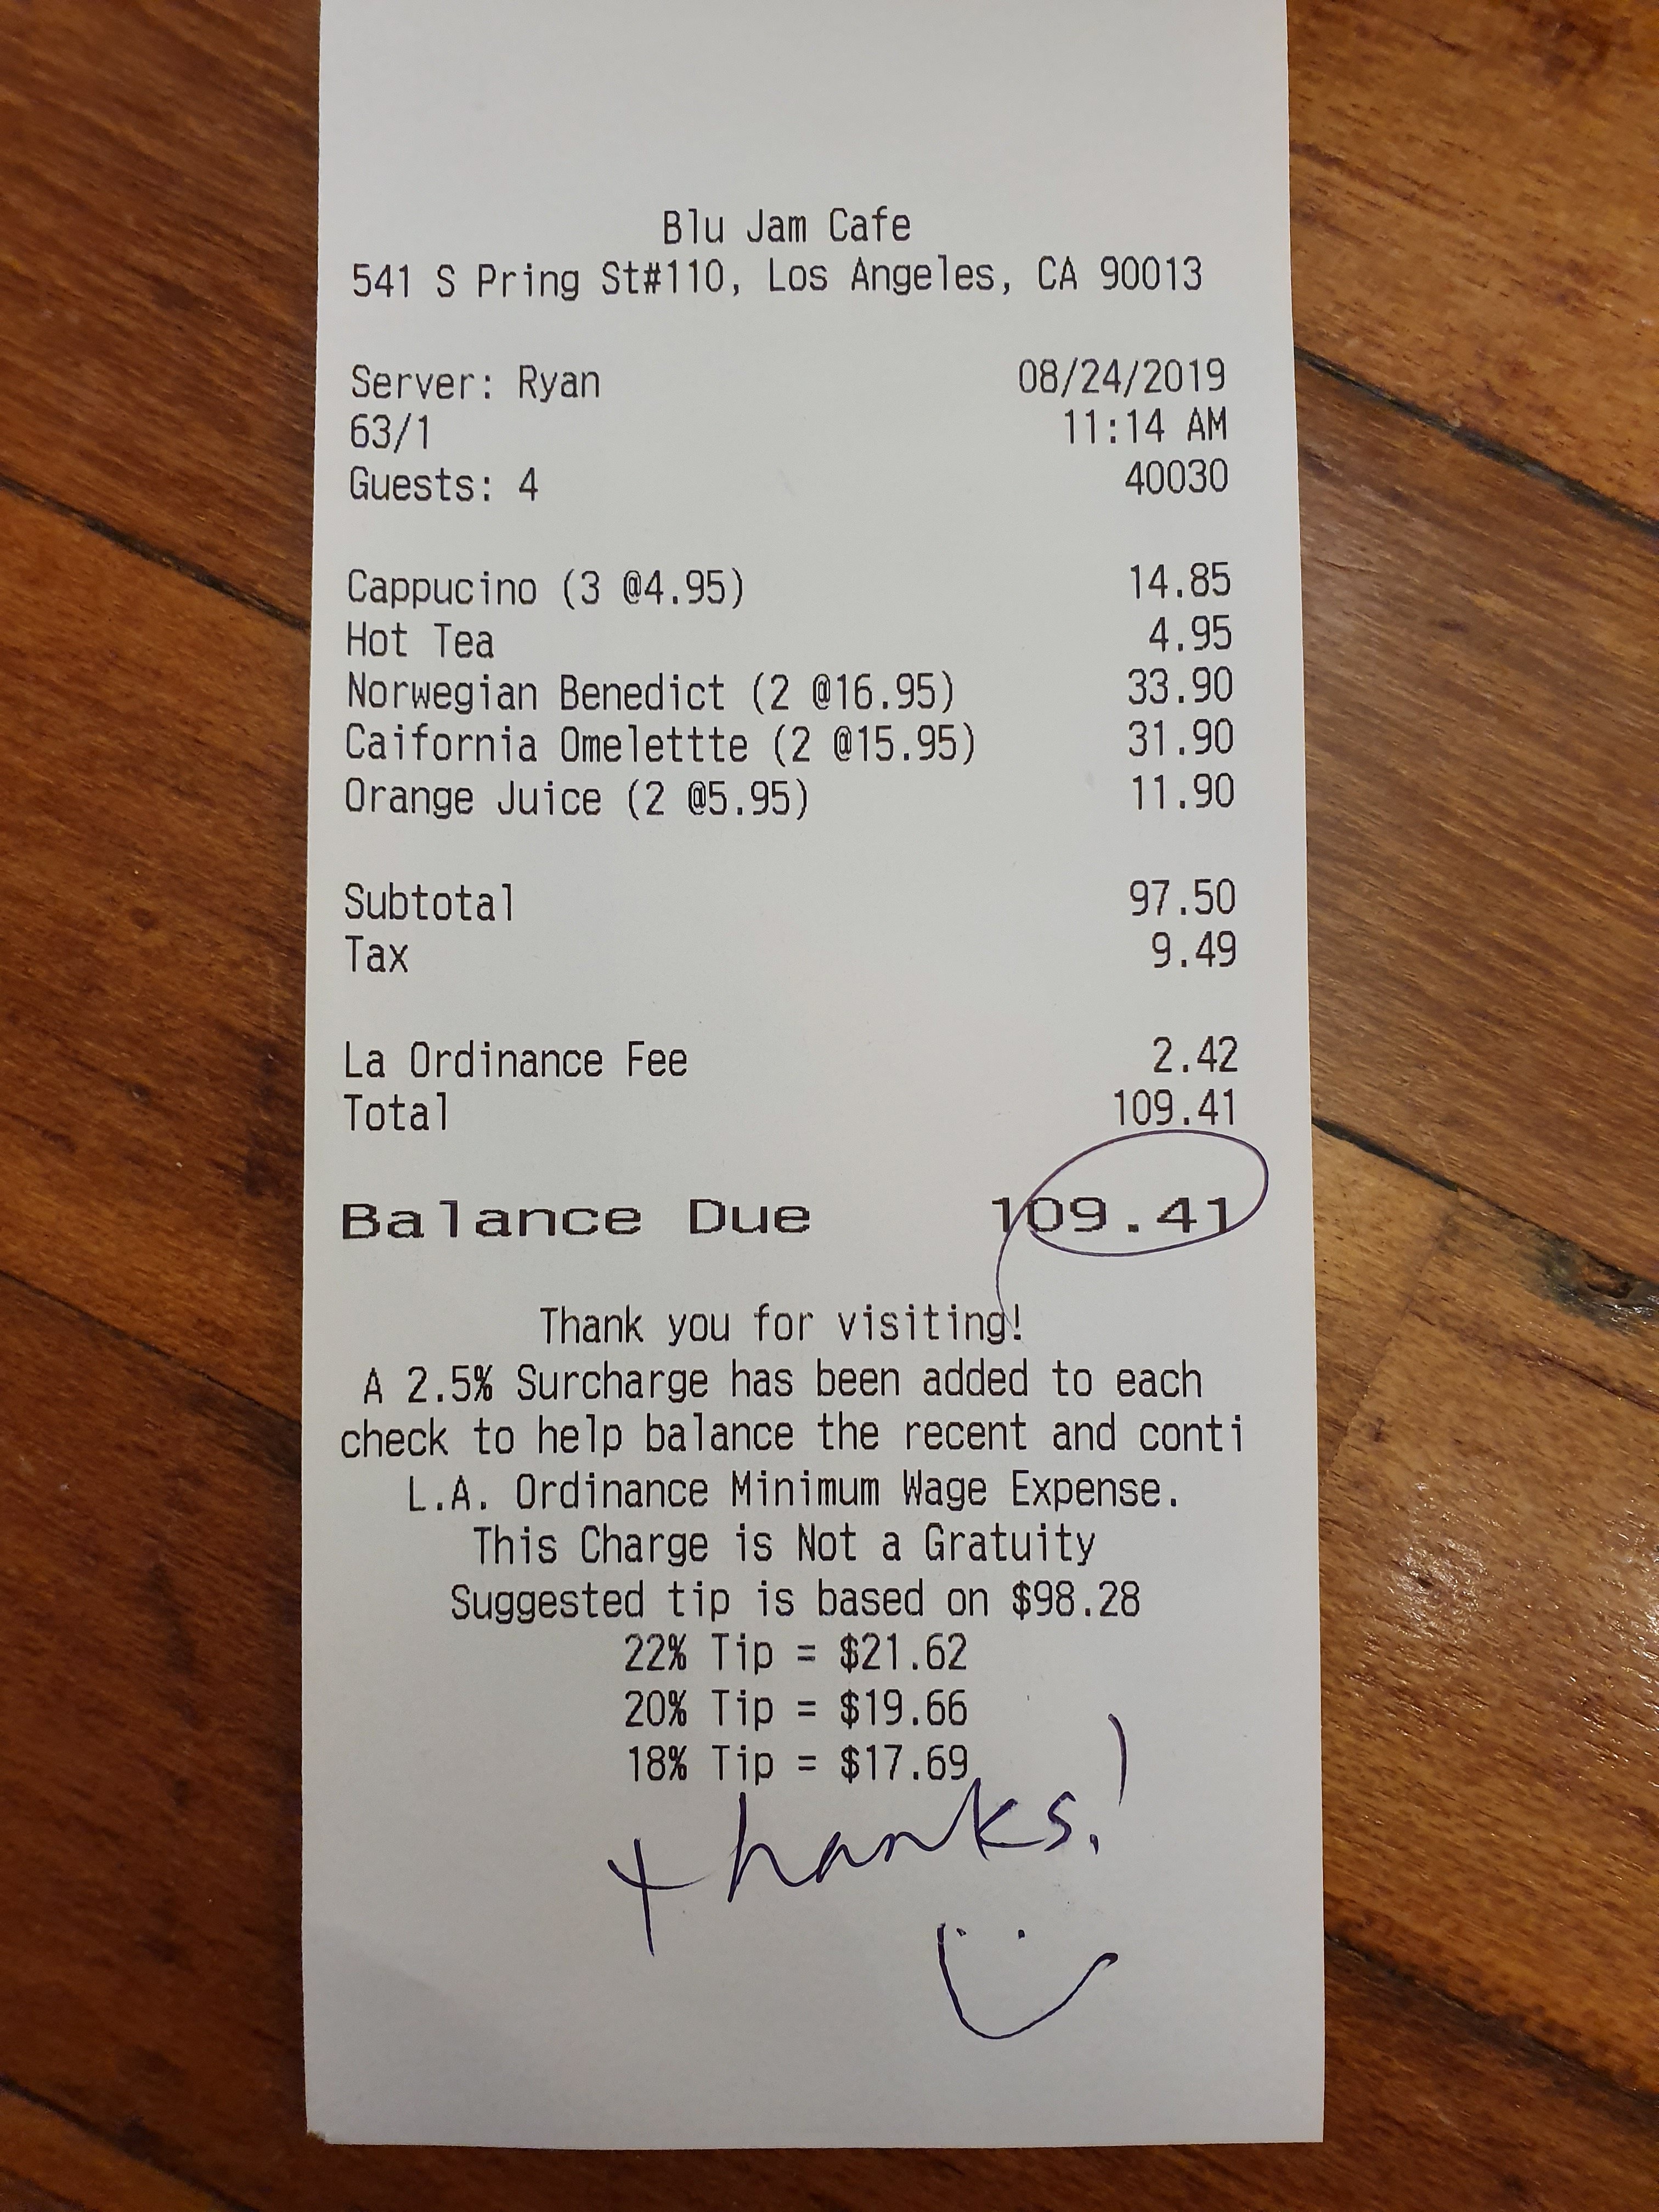 Blu Jam Cafe
541 S Pring St#110, Los Angeles, CA 90013
Server: Ryan 08/24/2019
63/1 11:14 AM
Guests: 4 40030
Cappucino (3 @4.95) 14.85
Hot Tea 4.95
Norwegian Benedict (2 @16.95) 33.90
Caifornia Omelettte (2 @15.95) 31.90
Orange Juice (2 @5.95) 11.90
Subtotal 97.50
Tax 9.49
La Ordinance Fee 2.42
Total 109.41
Balance Due 109.41
Thank you for visiting!
A 2.5% Surcharge has been added to each
check to help balance the recent and conti
L.A. Ordinance Minimum Wage Expense.
This Charge is Not a Gratuity
Suggested tip is based on $98.28
22% Tip = $21.62
20% Tip = $19.66
18% Tip = $17.69
thanks!